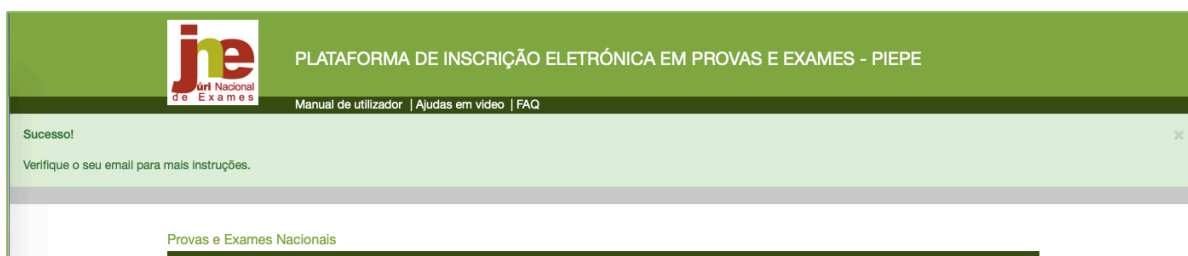 jne
Júri Nacional
de Exames
PLATAFORMA DE INSCRIÇÃO ELETRÓNICA EM PROVAS E EXAMES - PIEPE
Manual de utilizador | Ajudas em video | FAQ
Sucesso!
×
Verifique o seu email para mais instruções.
Provas e Exames Nacionais